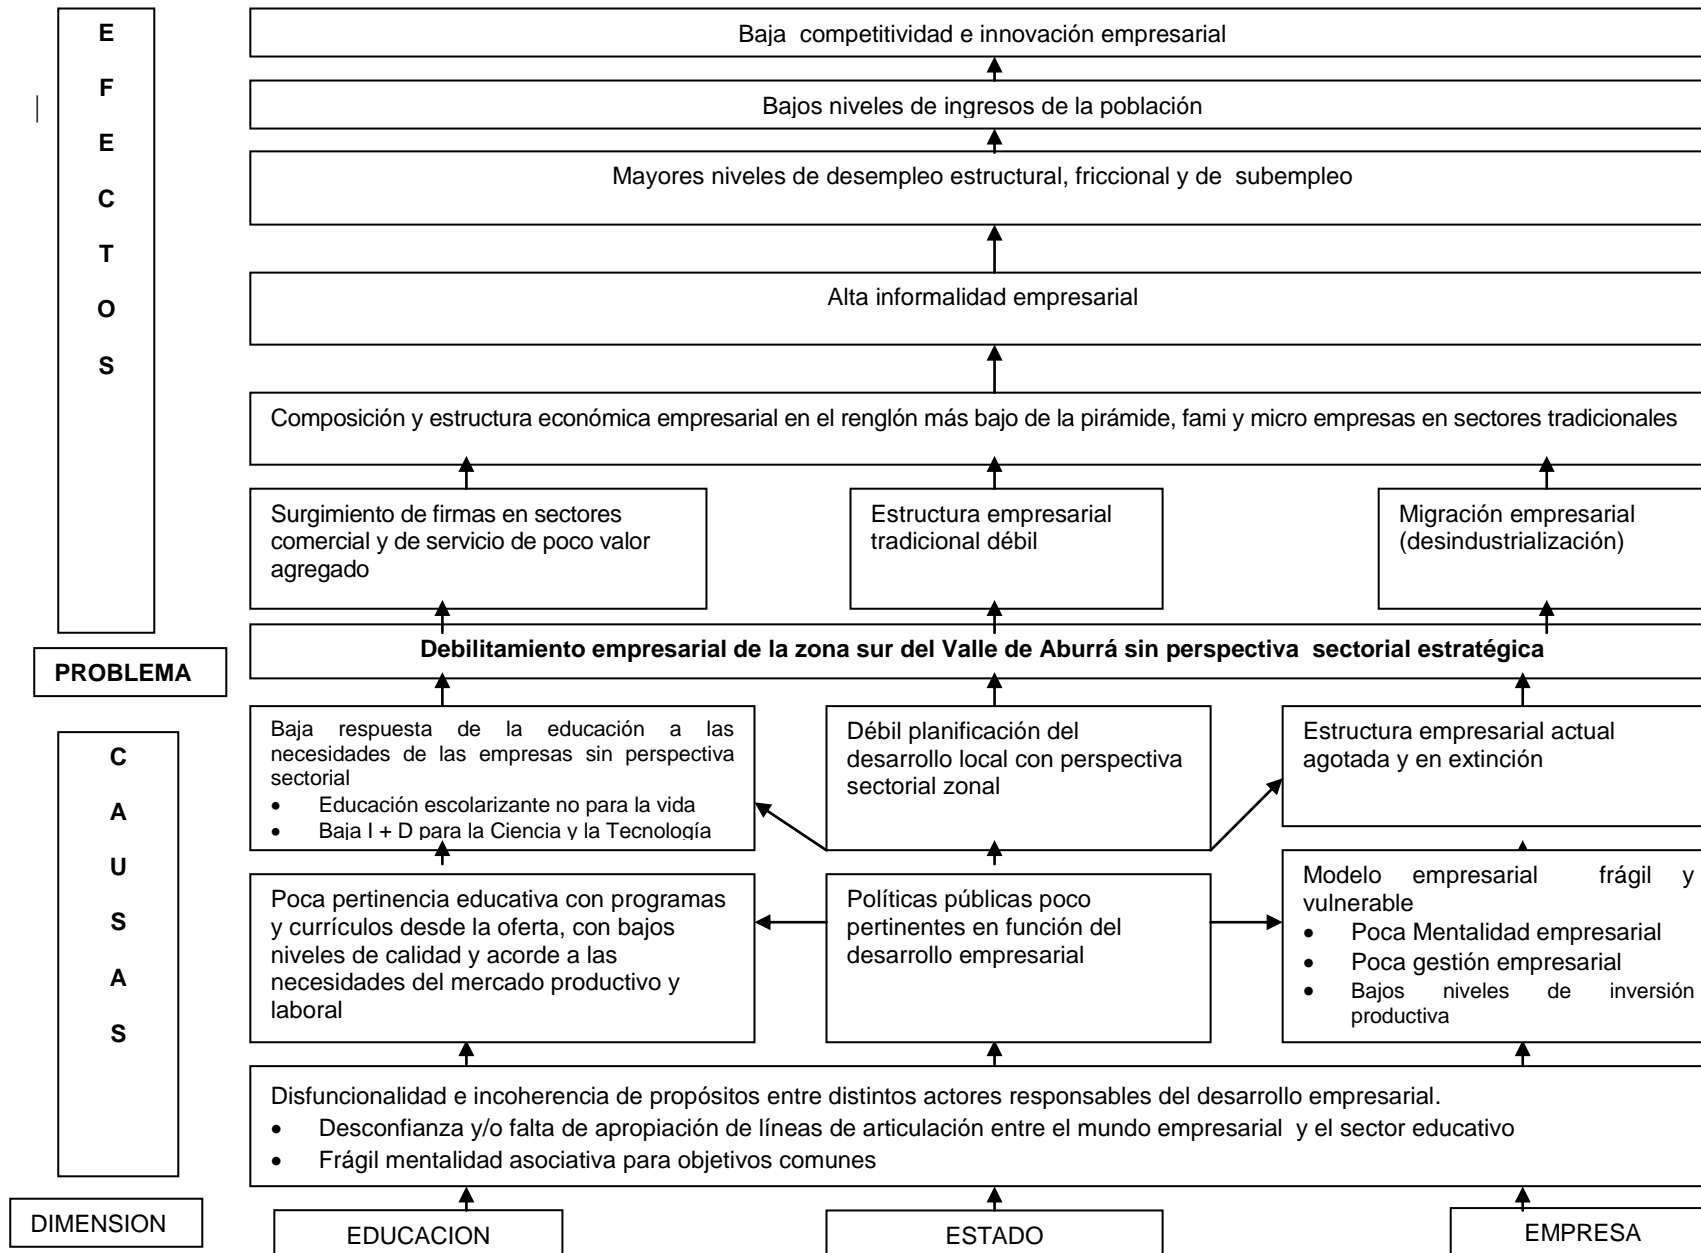 E
F
E
C
T
O
S
Baja competitividad e innovación empresarial
Bajos niveles de ingresos de la población
Mayores niveles de desempleo estructural, friccional y de subempleo
Alta informalidad empresarial
Composición y estructura económica empresarial en el renglón más bajo de la pirámide, fami y micro empresas en sectores tradicionales
Surgimiento de firmas en sectores
comercial y de servicio de poco valor
agregado
Estructura empresarial
tradicional débil
Migración empresarial
(desindustrialización)
PROBLEMA
Debilitamiento empresarial de la zona sur del Valle de Aburrá sin perspectiva sectorial estratégica
C
A
U
S
A
S
Baja respuesta de la educación a las
necesidades de las empresas sin perspectiva
sectorial
• Educación escolarizante no para la vida
• Baja I + D para la Ciencia y la Tecnología
Débil planificación del
desarrollo local con perspectiva
sectorial zonal
Estructura empresarial actual
agotada y en extinción
Poca pertinencia educativa con programas
y currículos desde la oferta, con bajos
niveles de calidad y acorde a las
necesidades del mercado productivo y
laboral
Políticas públicas poco
pertinentes en función del
desarrollo empresarial
Modelo empresarial frágil y
vulnerable
• Poca Mentalidad empresarial
• Poca gestión empresarial
• Bajos niveles de inversión
productiva
Disfuncionalidad e incoherencia de propósitos entre distintos actores responsables del desarrollo empresarial.
• Desconfianza y/o falta de apropiación de líneas de articulación entre el mundo empresarial y el sector educativo
• Frágil mentalidad asociativa para objetivos comunes
DIMENSION
EDUCACION
ESTADO
EMPRESA